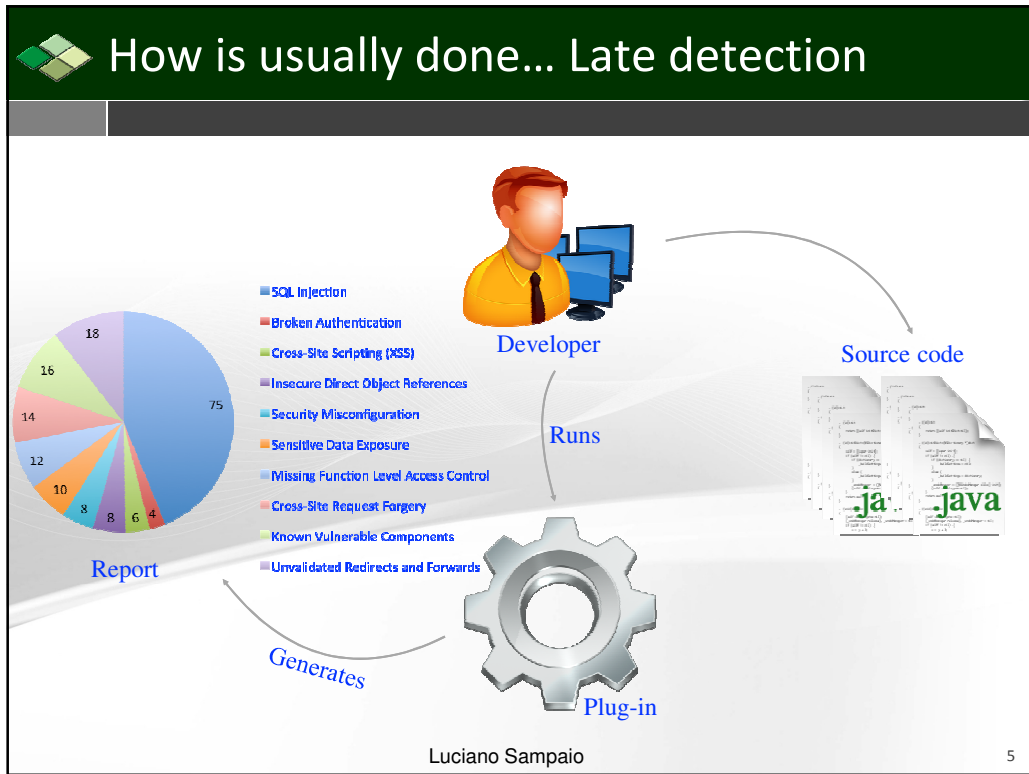 How is usually done... Late detection
Developer
Source code
Runs
.ja
.java
SQL Injection
Broken Authentication
Cross-Site Scripting (XSS)
Insecure Direct Object References
Security Misconfiguration
Sensitive Data Exposure
Missing Function Level Access Control
Cross-Site Request Forgery
Known Vulnerable Components
Unvalidated Redirects and Forwards
75
4
6
8
8
10
12
14
16
18
Report
Generates
Plug-in
Luciano Sampaio
5